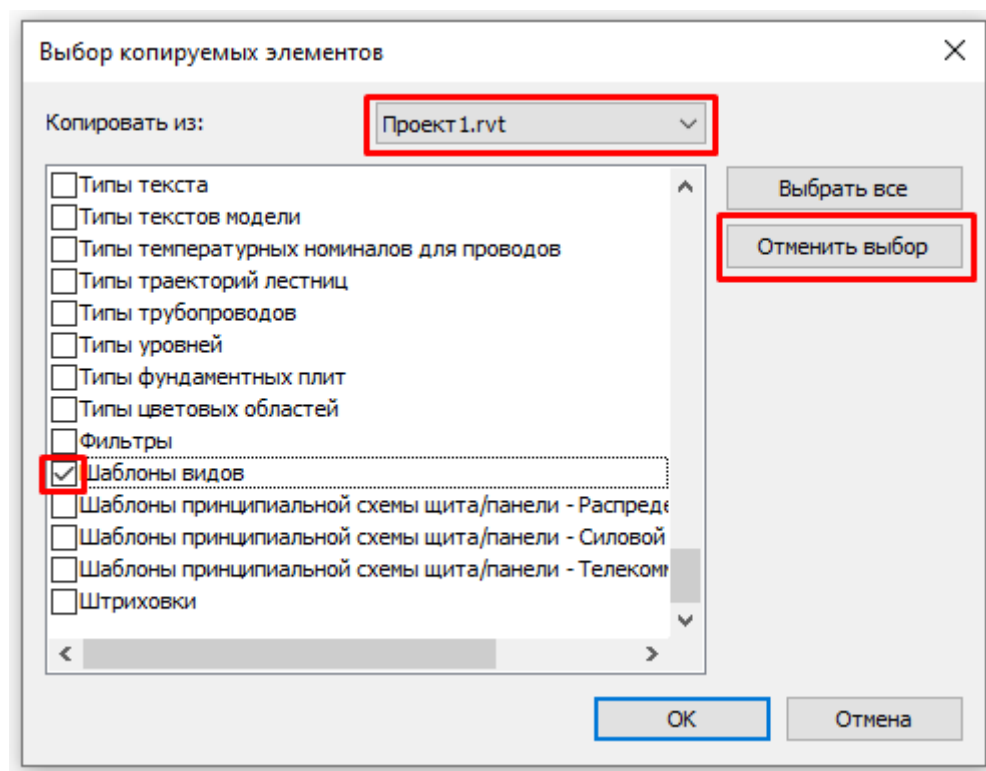 Выбор копируемых элементов
Копировать из: Проект1.rvt
Типы текста
Выбрать все
Типы текстов модели
Отменить выбор
Типы температурных номиналов для проводов
Типы траекторий лестниц
Типы трубопроводов
Типы уровней
Типы фундаментных плит
Типы цветовых областей
Фильтры
Шаблоны видов
Шаблоны принципиальной схемы щита/панели - Распреде
Шаблоны принципиальной схемы щита/панели - Силовой
Шаблоны принципиальной схемы щита/панели - Телеком
Штриховки
ОК Отмена